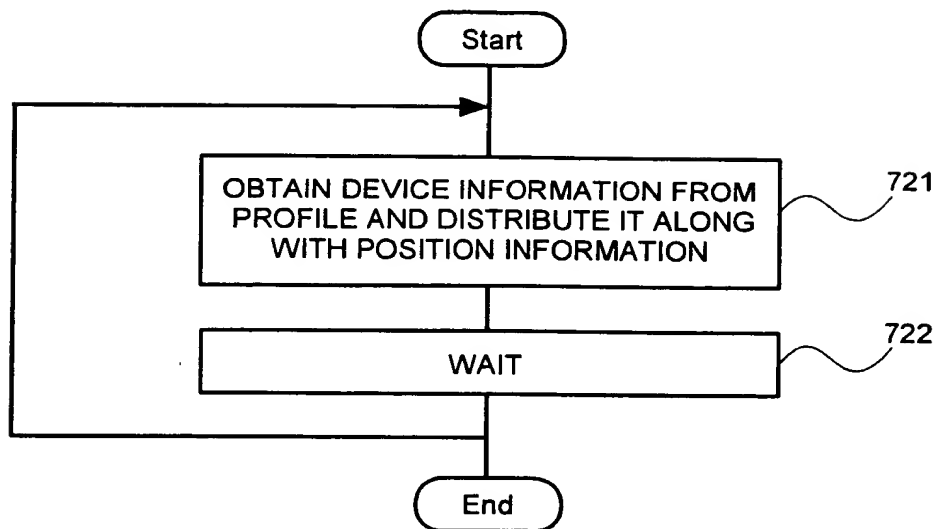 Start
OBTAIN DEVICE INFORMATION FROM
PROFILE AND DISTRIBUTE IT ALONG
WITH POSITION INFORMATION
721
WAIT
722
End